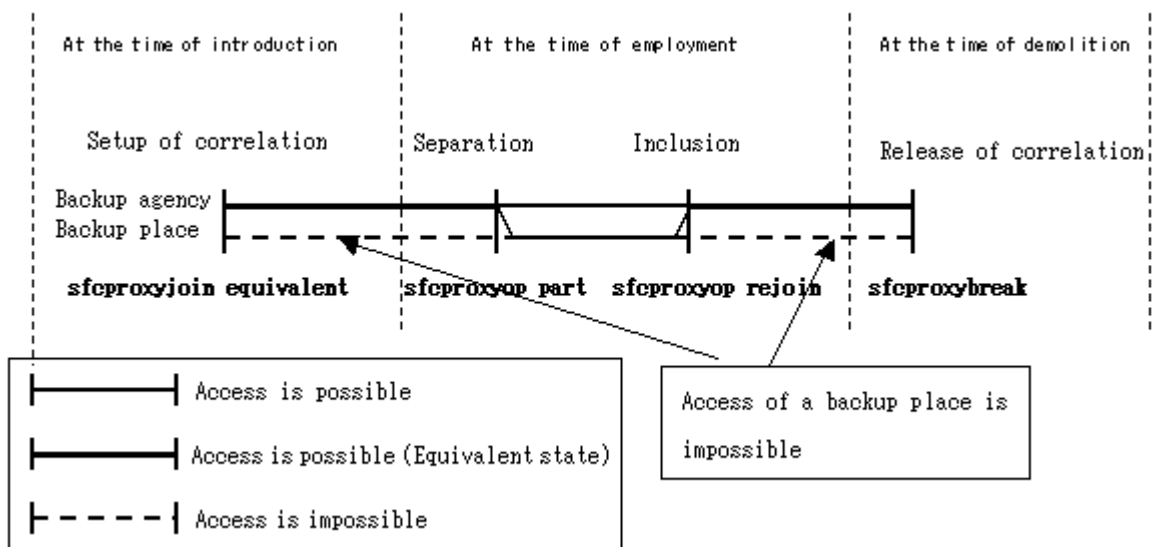 At the time of introduction
At the time of employment
At the time of demolition
Setup of correlation
Separation
Inclusion
Release of correlation
Backup agency
Backup place
sfcproxyjoin equivalent
sfcproxyop part
sfcproxyop rejoin
sfcproxybreak
Access is possible
Access is possible (Equivalent state)
Access is impossible
Access of a backup place is
impossible